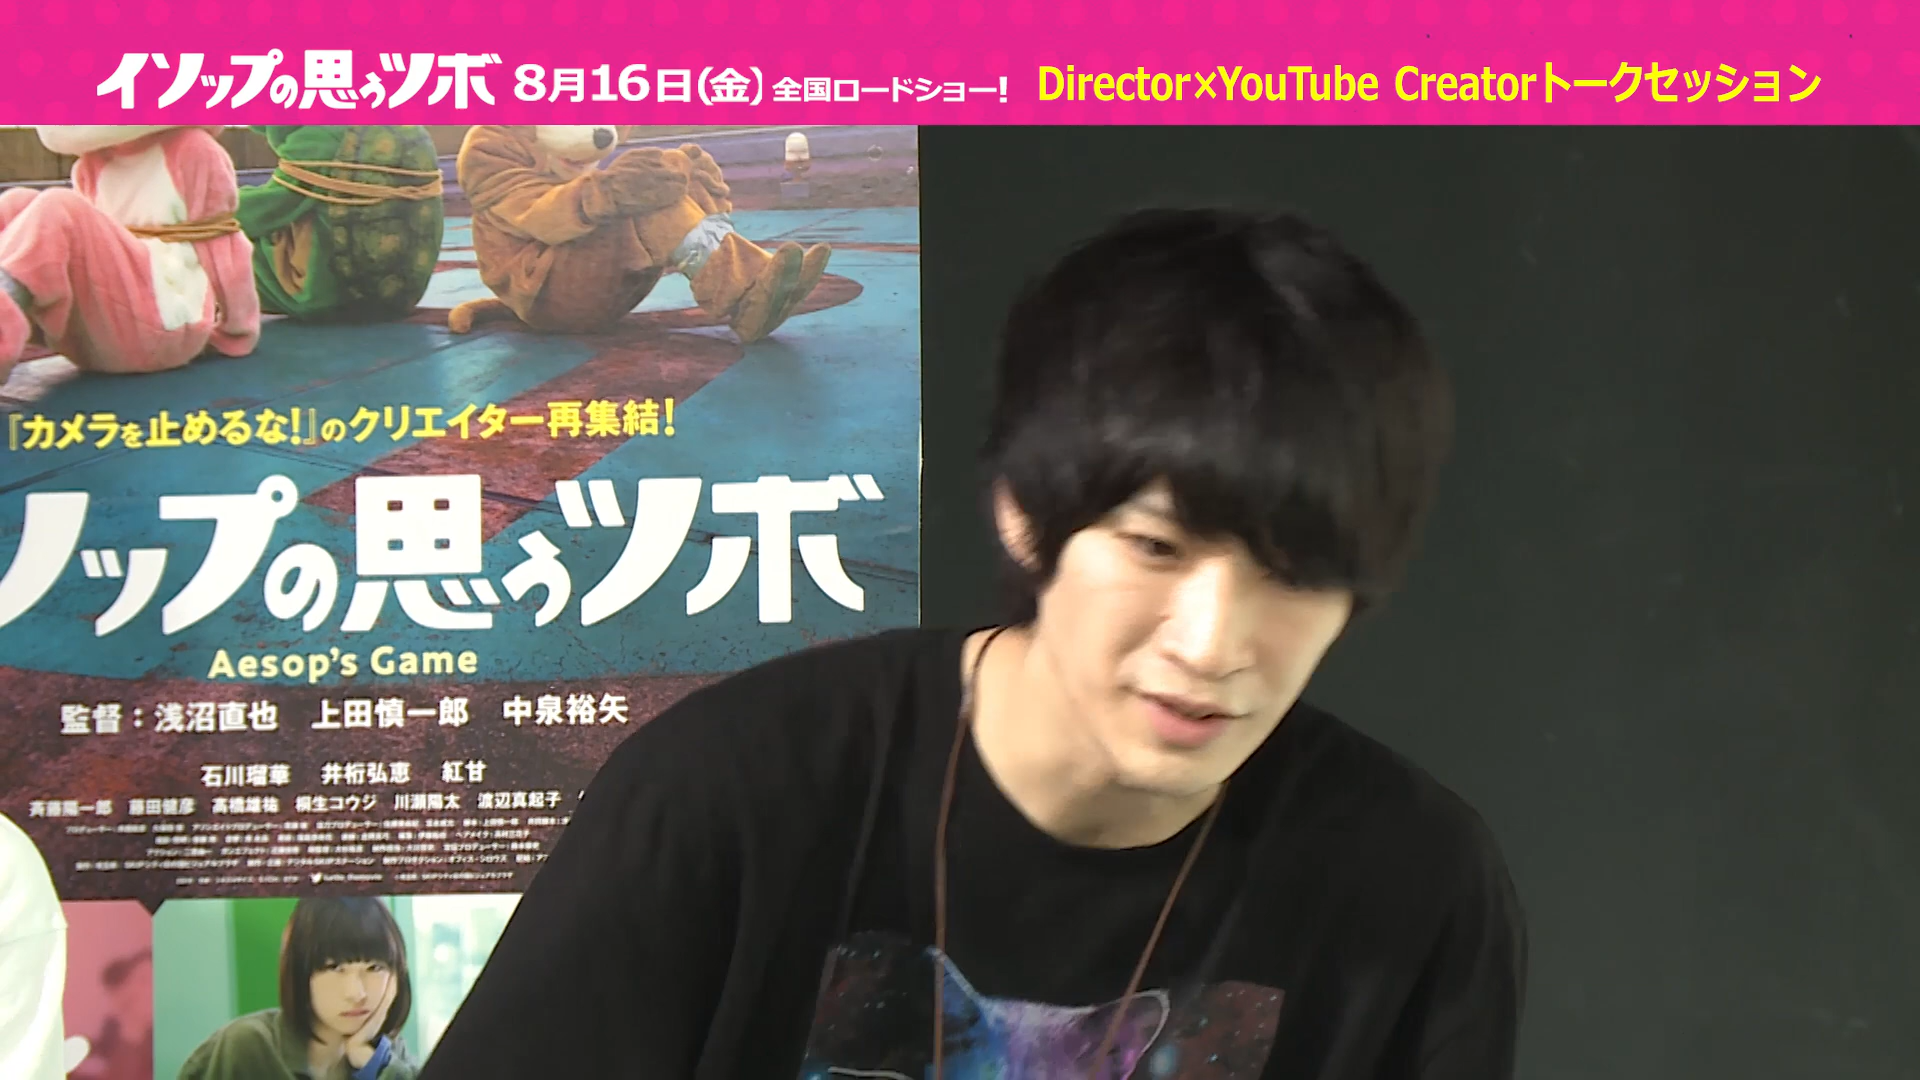 イソップの思うツボ 8月16日(金)全国ロードショー! Director×YouTube Creatorトークセッション
『カメラを止めるな!』のクリエイター再集結!
ソップの思うツボ
Aesop's Game
監督：浅沼直也 上田慎一郎 中泉裕矢
石川瑠華 井桁弘恵 紅甘
斉藤陽一郎 藤田健彦 高橋雄祐 桐生コウジ 川瀬陽太 渡辺真起子